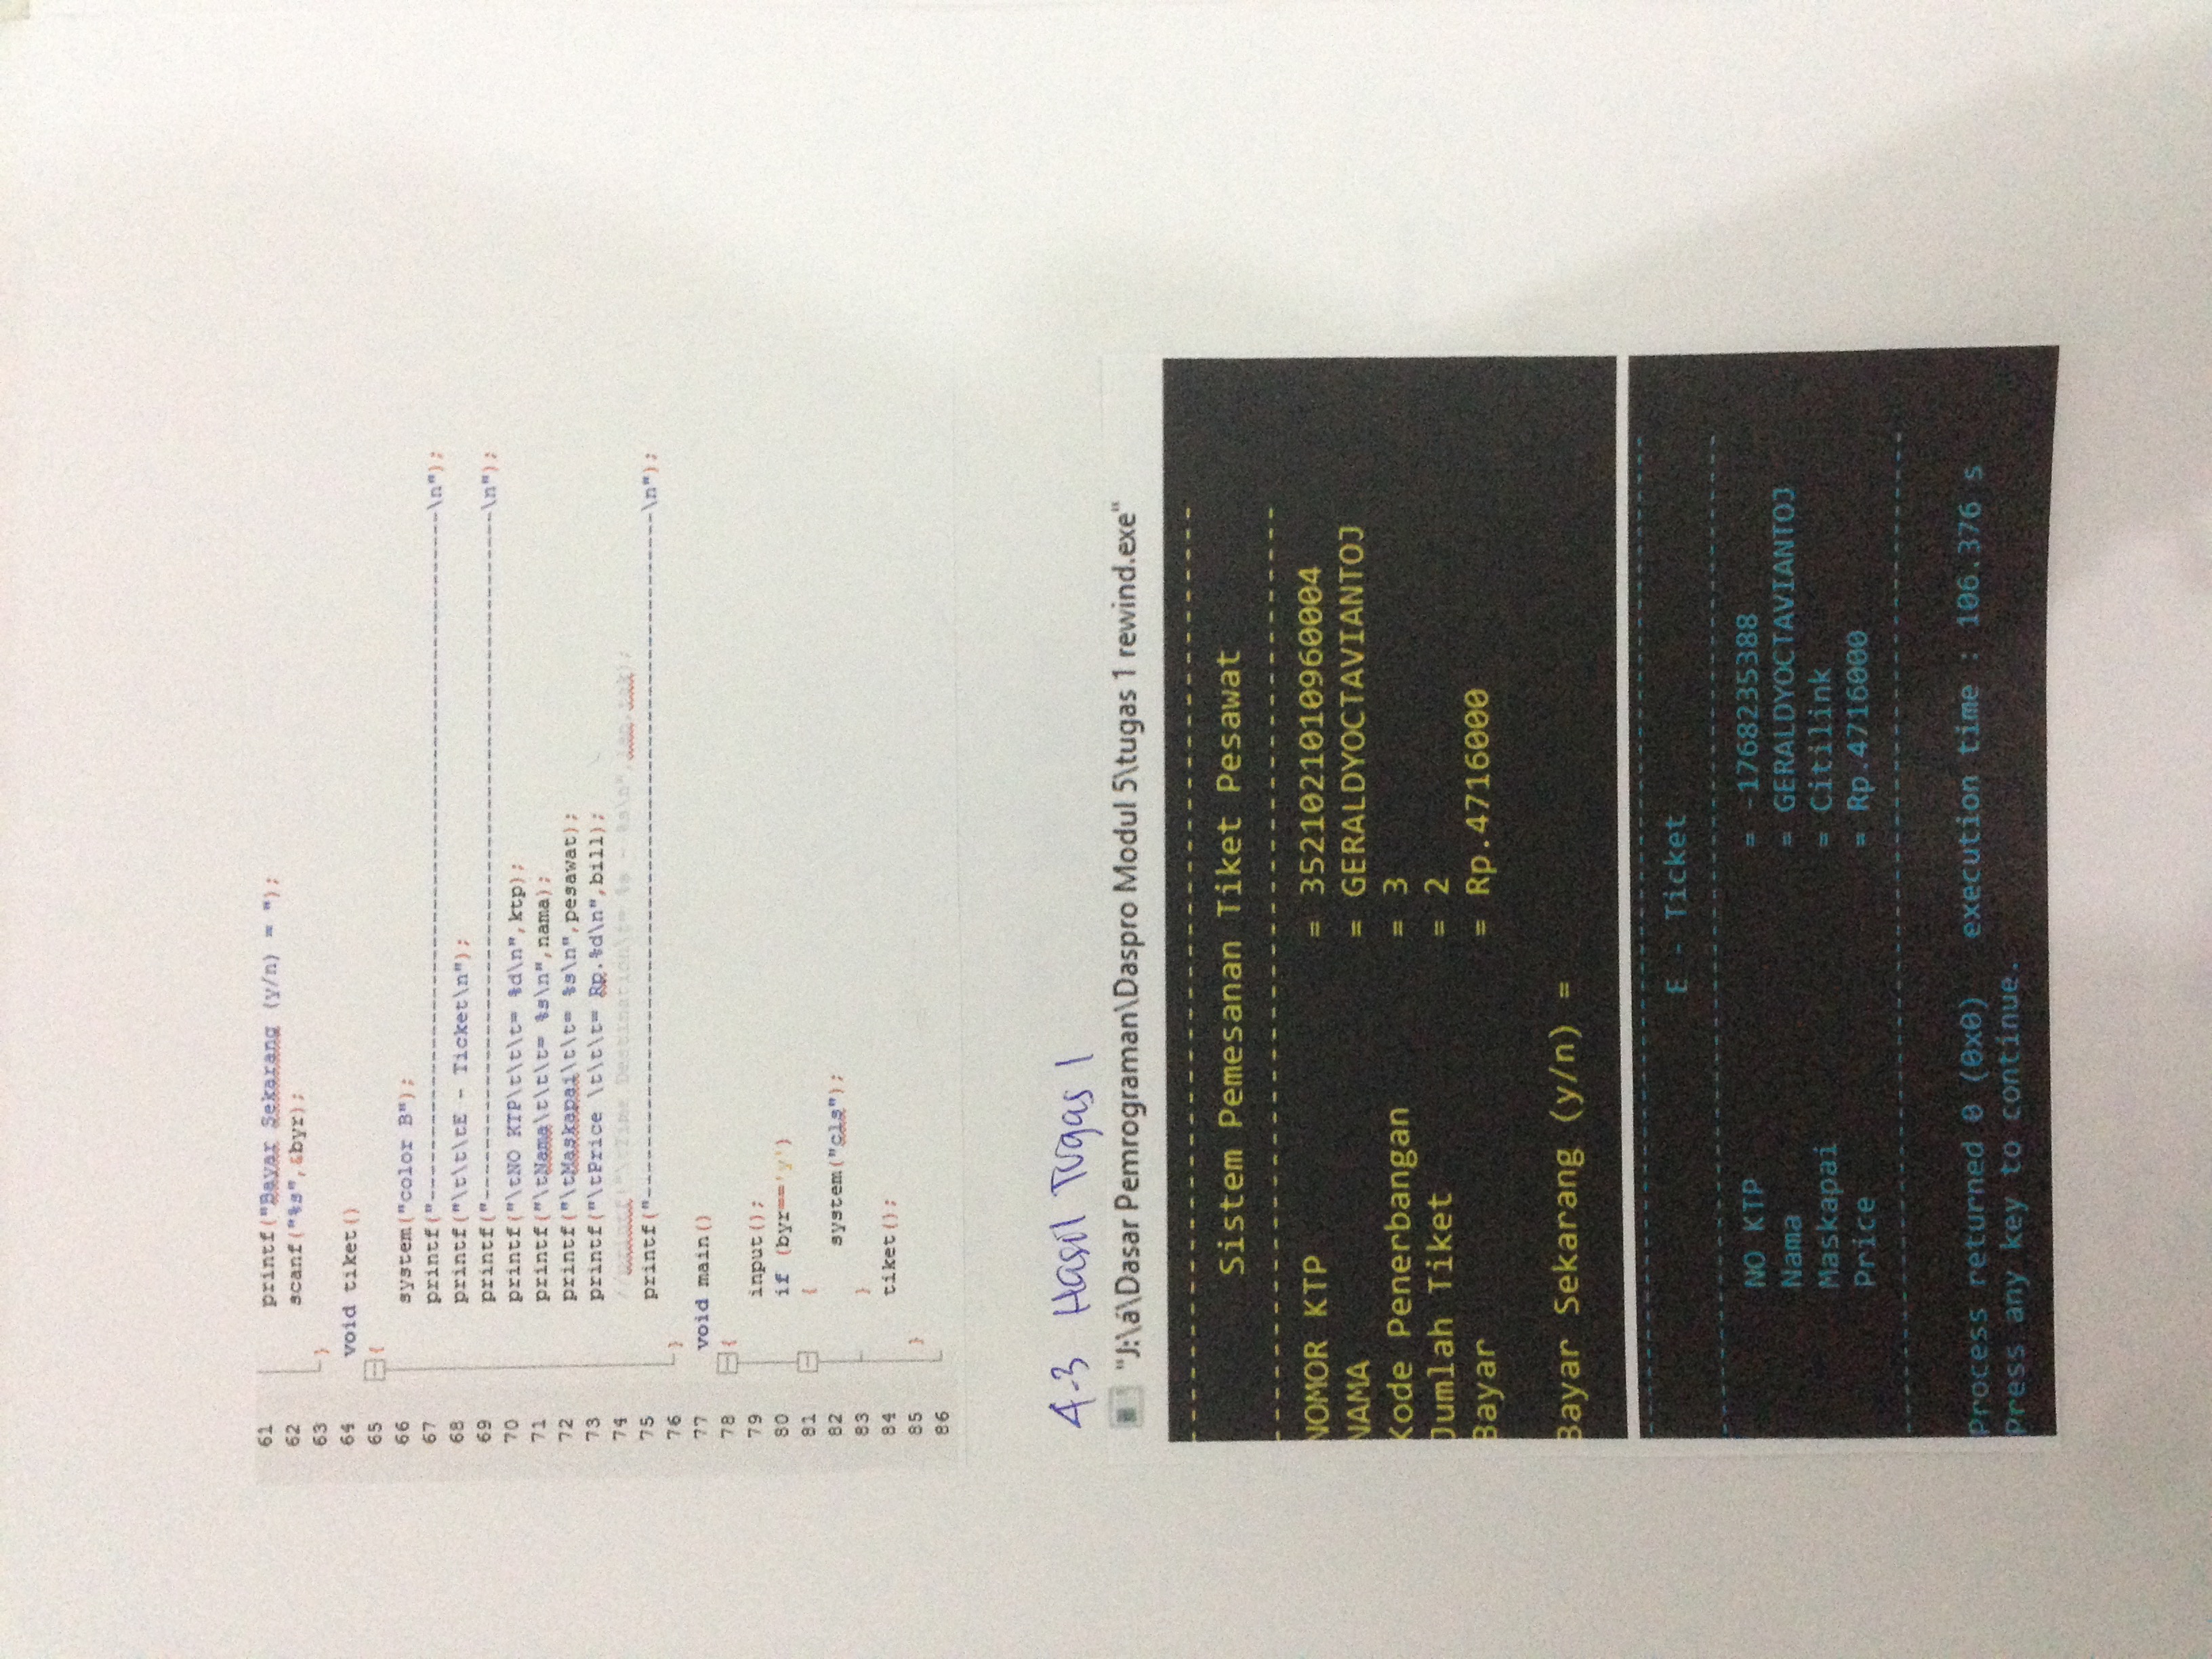 61 printf("Bayar Sekarang (y/n) = ");
62 scanf("%s",&byr);
63 }
64 void tiket()
65 {
66 system("color B");
67 printf("------------------------------------------------------\n");
68 printf("\t\t\tE - Ticket\n");
69 printf("------------------------------------------------------\n");
70 printf("\tNO KTP\t\t\t= %d\n",ktp);
71 printf("\tNama\t\t\t= %s\n",nama);
72 printf("\tMaskapai\t\t= %s\n",pesawat);
73 printf("\tPrice \t\t\t= Rp.%d\n",bill);
74 //printf("\tTime Destination\t= %s - %s\n",
75 printf("------------------------------------------------------\n");
76 }
77 void main()
78 {
79 input();
80 if (byr=='y')
81 {
82 system("cls");
83 }
84 tiket();
85 }
86
4.3 Hasil Tugas 1
"J:\á\Dasar Pemrograman\Daspro Modul 5\tugas 1 rewind.exe"
---------------------------------------------
Sistem Pemesanan Tiket Pesawat
---------------------------------------------
NOMOR KTP = 3521021010960004
NAMA = GERALDYOCTAVIANTOJ
Kode Penerbangan = 3
Jumlah Tiket = 2
Bayar = Rp.4716000
Bayar Sekarang (y/n) =
------------------------------------------------------
E - Ticket
------------------------------------------------------
NO KTP = -1768235388
Nama = GERALDYOCTAVIANTOJ
Maskapai = Citilink
Price = Rp.4716000
------------------------------------------------------
Process returned 0 (0x0) execution time : 106.376 s
Press any key to continue.